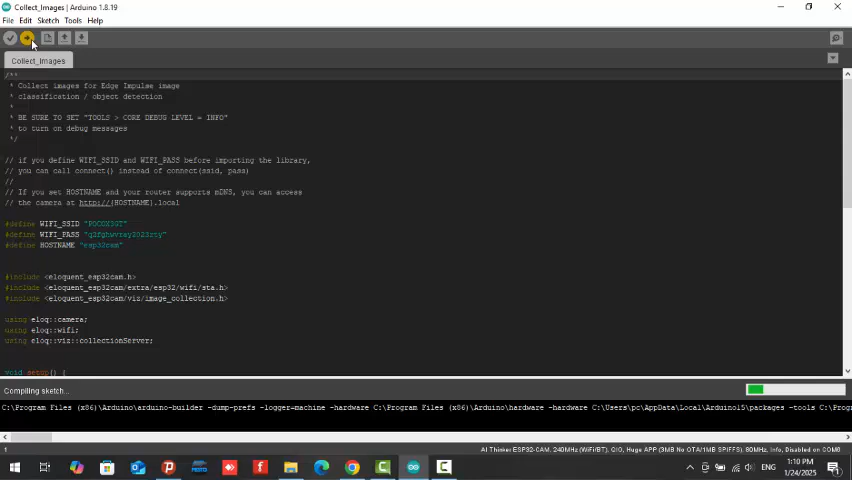 Collect_Images | Arduino 1.8.19
File Edit Sketch Tools Help
Collect_Images
/**
* Collect images for Edge Impulse image
* classification / object detection
*
* BE SURE TO SET "TOOLS > CORE DEBUG LEVEL = INFO"
* to turn on debug messages
*/
// if you define WIFI_SSID and WIFI_PASS before importing the library,
// you can call connect() instead of connect(ssid, pass)
//
// If you set HOSTNAME and your router supports mDNS, you can access
// the camera at http://{HOSTNAME}.local
#define WIFI_SSID "POCOX3GT"
#define WIFI_PASS
#define HOSTNAME "esp32cam"
#include <eloquent_esp32cam.h>
#include <eloquent_esp32cam/extra/esp32/wifi/sta.h>
#include <eloquent_esp32cam/viz/image_collection.h>
using eloq::camera;
using eloq::wifi;
using eloq::viz::collectionServer;
void setup() {
Compiling sketch...
C:\Program Files (x86)\Arduino\arduino-builder -dump-prefs -logger=machine -hardware C:\Program Files (x86)\Arduino\hardware -hardware C:\Users\pc\AppData\Local\Arduino15\packages -tools C:\Prog
1
AI Thinker ESP32-CAM, 240MHz (WiFi/BT), QIO, Huge APP (3MB No OTA/1MB SPIFFS), 80MHz, Info, Disabled on COM8
ENG
1:10 PM
1/24/2025